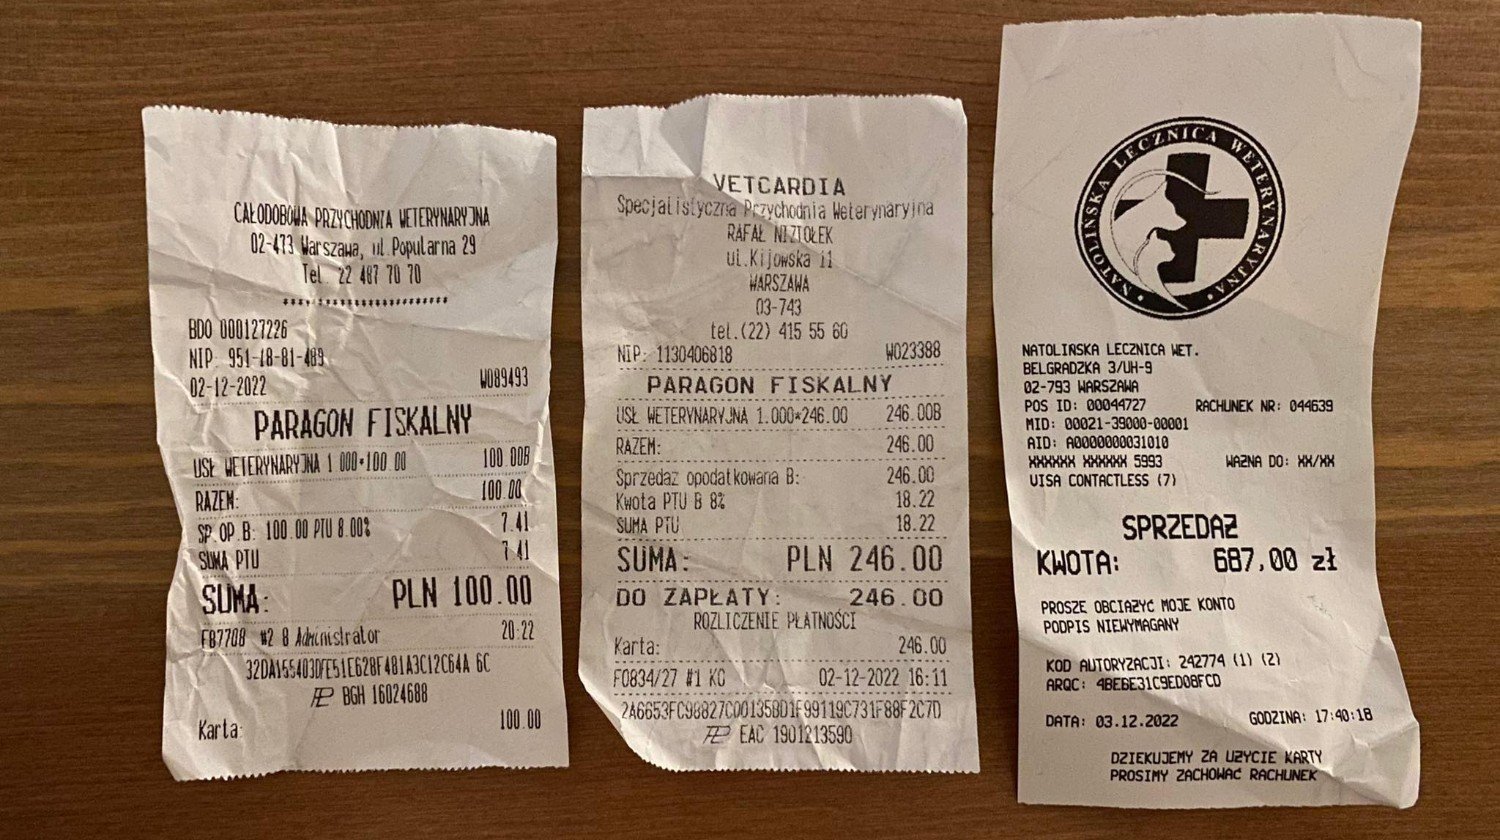 CAŁODOBOWA PRZYCHODNIA WETERYNARYJNA
02-473 Warszawa, ul.Popularna 29
Tel. 22 487 70 70
***********************
BDO 000127226
NIP: 951-18-81-489
02-12-2022 W089493
PARAGON FISKALNY
USŁ WETERYNARYJNA 1 000*100.00 100.00B
RAZEM: 100.00
SP.OP.B: 100.00 PTU 8.00% 7.41
SUMA PTU 7.41
SUMA: PLN 100.00
F87708 #2 8 Administrator 20:22
BGH 16024688
Karta: 100.00
VETCARDIA
Specjalistyczna Przychodnia Weterynaryjna
RAFAŁ NIZIOŁEK
ul.Kijowska 11
WARSZAWA
03-743
tel.(22) 415 55 60
NIP: 1130406818 W023388
PARAGON FISKALNY
USŁ WETERYNARYJNA 1.000*246.00 246.00B
RAZEM: 246.00
Sprzedaż opodatkowana B: 246.00
Kwota PTU B 8% 18.22
SUMA PTU 18.22
SUMA: PLN 246.00
DO ZAPŁATY: 246.00
ROZLICZENIE PŁATNOŚCI
Karta: 246.00
F0834/27 #1 KC 02-12-2022 16:11
2A6653FC98827C00135BD1F99119C731F88F2C7D
EAC 1901213590
• NATOLIŃSKA LECZNICA WETERYNARYJNA •
NATOLIŃSKA LECZNICA WET.
BELGRADZKA 3/UH-9
02-793 WARSZAWA
POS ID: 00044727 RACHUNEK NR: 044639
MID: 00021-39000-00001
AID: A0000000031010
XXXXXX XXXXXX 5993 WAŻNA DO: XX/XX
VISA CONTACTLESS (7)
SPRZEDAŻ
KWOTA: 687,00 zł
PROSZĘ OBCIĄŻYĆ MOJE KONTO
PODPIS NIEWYMAGANY
KOD AUTORYZACJI: 242774 (1) (2)
ARQC: 4BEBE31C9ED08FCD
DATA: 03.12.2022 GODZINA: 17:40:18
DZIĘKUJEMY ZA UŻYCIE KARTY
PROSIMY ZACHOWAĆ RACHUNEK